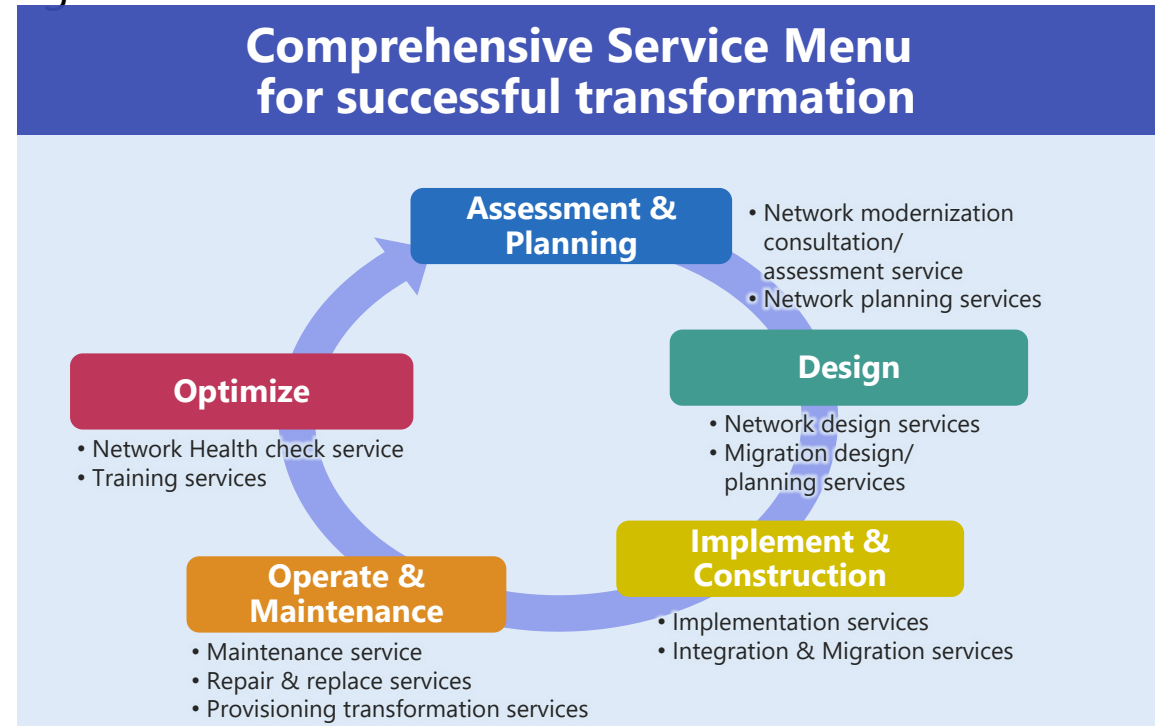 Comprehensive Service Menu
for successful transformation
Assessment &
Planning
• Network modernization
consultation/
assessment service
• Network planning services
Design
• Network design services
• Migration design/
planning services
Implement &
Construction
• Implementation services
• Integration & Migration services
Operate &
Maintenance
• Maintenance service
• Repair & replace services
• Provisioning transformation services
Optimize
• Network Health check service
• Training services